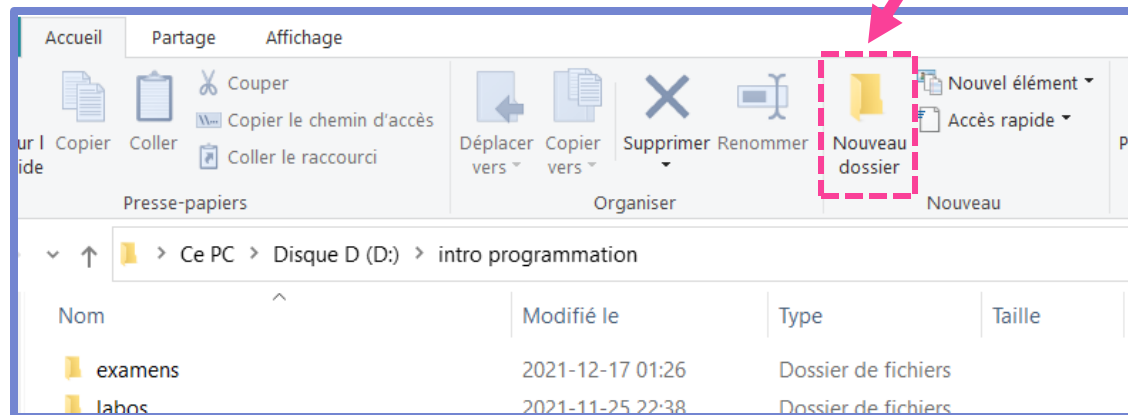 Accueil Partage Affichage
Couper
Copier le chemin d'accès
Coller le raccourci
Copier Coller
Déplacer vers
Copier vers
Supprimer Renommer
Nouveau dossier
Nouvel élément
Accès rapide
Presse-papiers Organiser Nouveau
Ce PC > Disque D (D:) > intro programmation
Nom Modifié le Type Taille
examens 2021-12-17 01:26 Dossier de fichiers
labos 2021-11-25 22:38 Dossier de fichiers